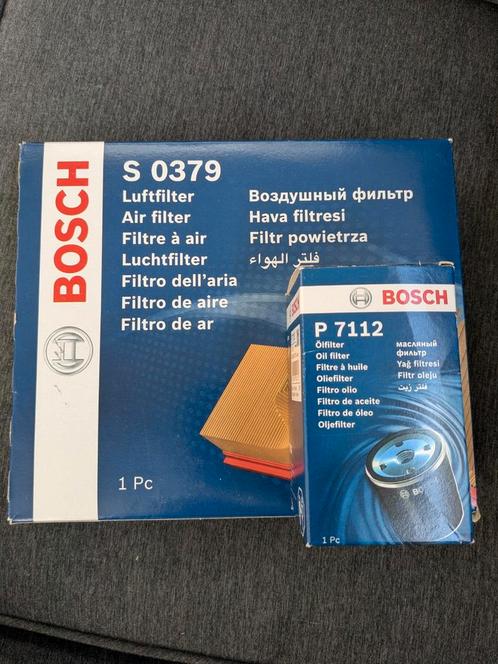 BOSCH
S 0379
Luftfilter
Air filter
Filtre à air
Luchtfilter
Filtro dell'aria
Filtro de aire
Filtro de ar
Воздушный фильтр
Hava filtresi
Filtr powietrza
فلتر الهواء
1 Pc
BOSCH
P 7112
Ölfilter
Oil filter
Filtre à huile
Oliefilter
Filtro olio
Filtro de aceite
Filtro de óleo
Oljefilter
масляный
фильтр
Yağ filtresi
Filtr oleju
فلتر زيت
1 Pc